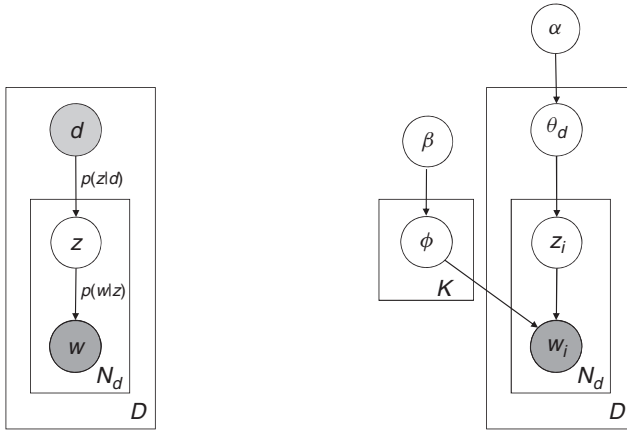 d
p(z|d)
z
p(w|z)
w
N_d
D
α
β
θ_d
ϕ
z_i
K
w_i
N_d
D